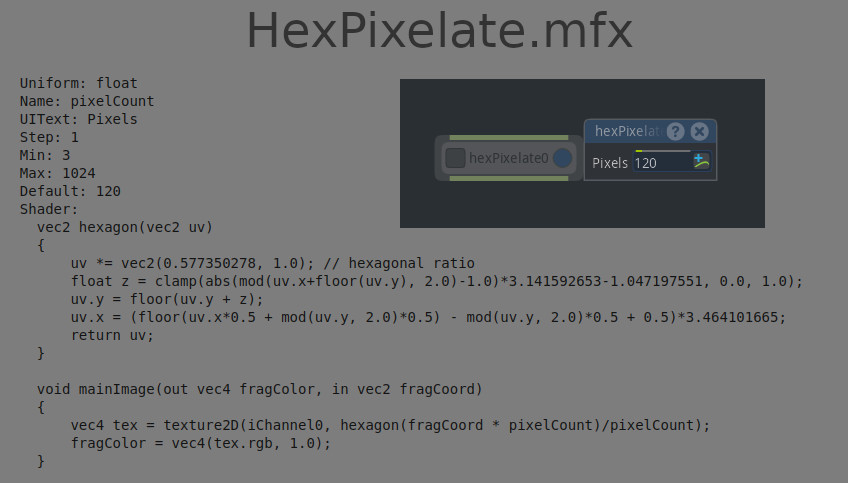 HexPixelate.mfx
Uniform: float
Name: pixelCount
UIText: Pixels
Step: 1
Min: 3
Max: 1024
Default: 120
Shader:
vec2 hexagon(vec2 uv)
{
uv *= vec2(0.577350278, 1.0); // hexagonal ratio
float z = clamp(abs(mod(uv.x+floor(uv.y), 2.0)-1.0)*3.141592653-1.047197551, 0.0, 1.0);
uv.y = floor(uv.y + z);
uv.x = (floor(uv.x*0.5 + mod(uv.y, 2.0)*0.5) - mod(uv.y, 2.0)*0.5 + 0.5)*3.464101665;
return uv;
}
void mainImage(out vec4 fragColor, in vec2 fragCoord)
{
vec4 tex = texture2D(iChannel0, hexagon(fragCoord * pixelCount)/pixelCount);
fragColor = vec4(tex.rgb, 1.0);
}
hexPixelate0
hexPixelat
Pixels 120